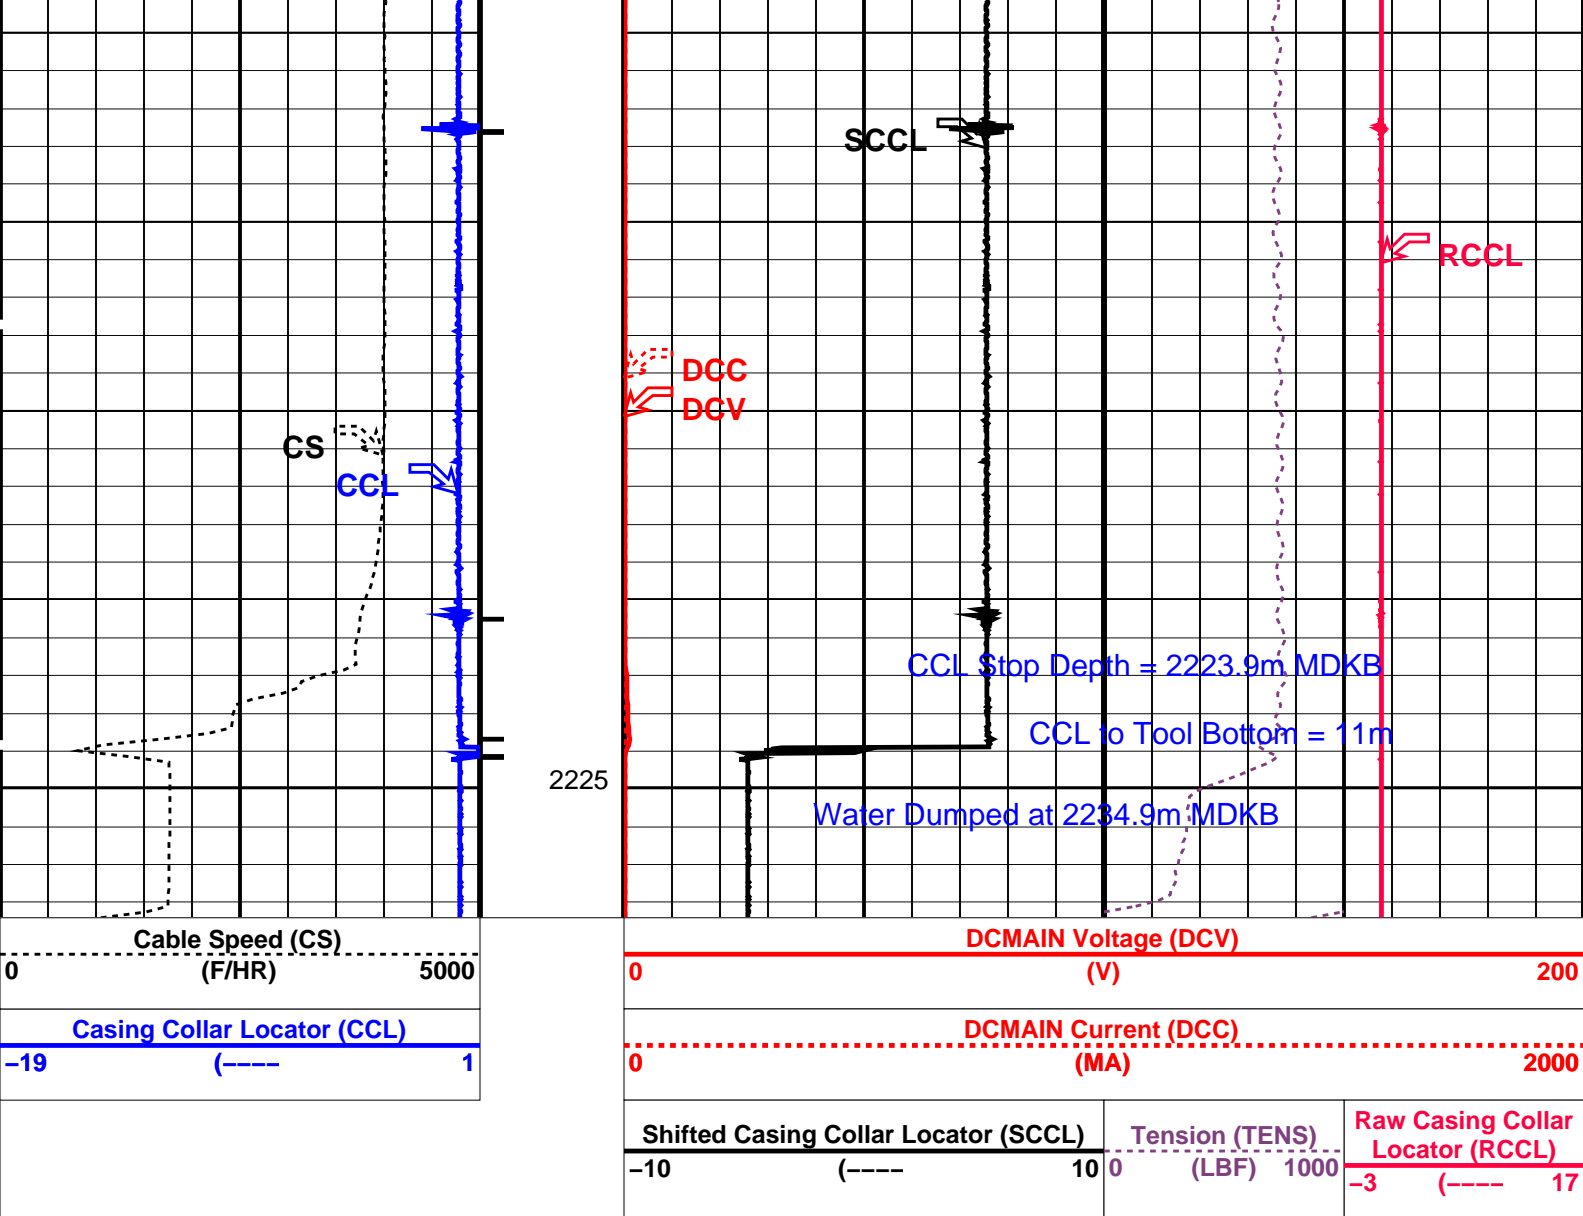 SCCL
RCCL
DCC
DCV
CS
CCL
CCL Stop Depth = 2223.9m MDKB
CCL to Tool Bottom = 11m
2225
Water Dumped at 2234.9m MDKB
Cable Speed (CS)
0 (F/HR) 5000
DCMAIN Voltage (DCV)
0 (V) 200
Casing Collar Locator (CCL)
−19 (−−−− 1
DCMAIN Current (DCC)
0 (MA) 2000
Shifted Casing Collar Locator (SCCL)
−10 (−−−− 10
Tension (TENS)
0 (LBF) 1000
Raw Casing Collar
Locator (RCCL)
−3 (−−−− 17